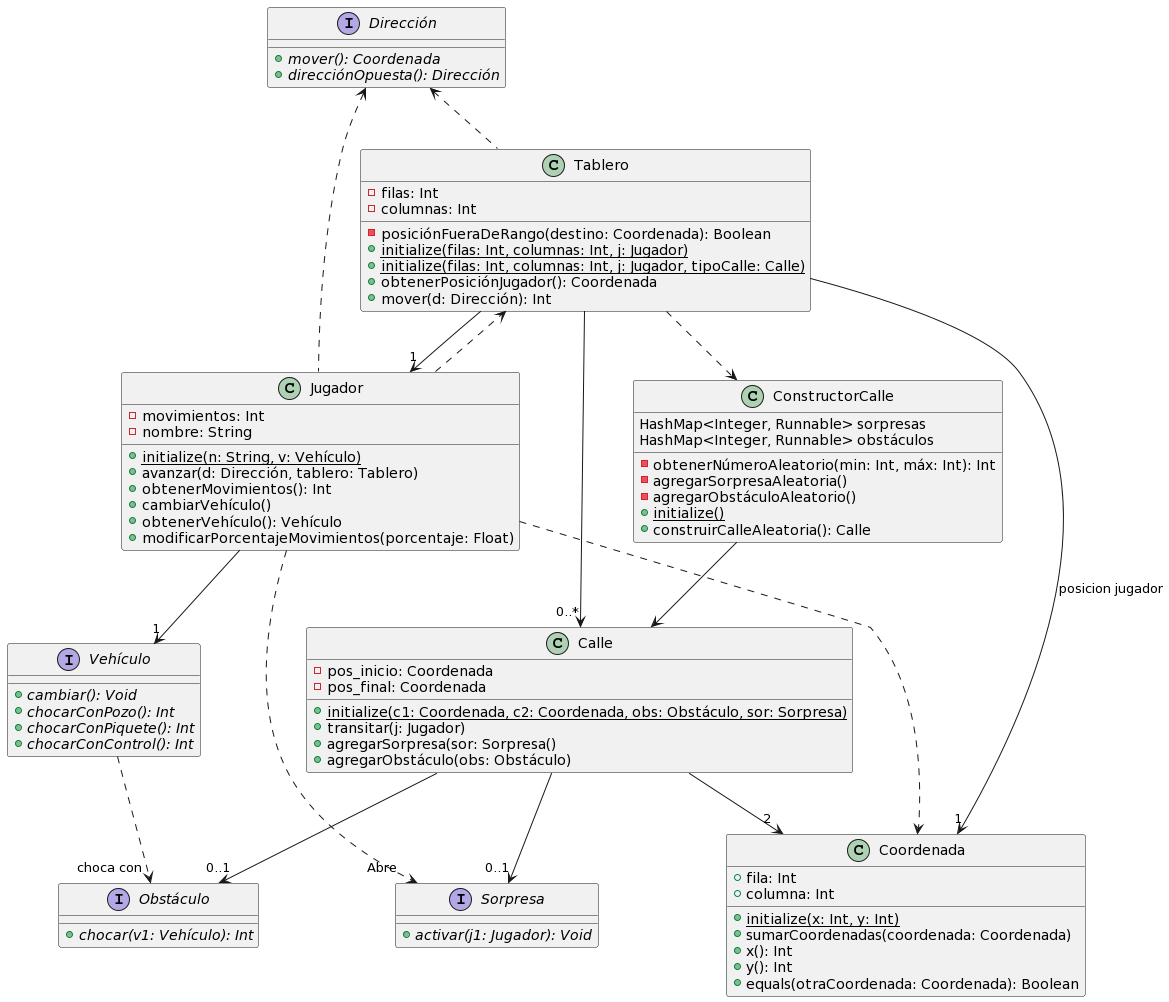 I Dirección
mover(): Coordenada
direcciónOpuesta(): Dirección
C Tablero
filas: Int
columnas: Int
posiciónFueraDeRango(destino: Coordenada): Boolean
initialize(filas: Int, columnas: Int, j: Jugador)
initialize(filas: Int, columnas: Int, j: Jugador, tipoCalle: Calle)
obtenerPosiciónJugador(): Coordenada
mover(d: Dirección): Int
1
C Jugador
movimientos: Int
nombre: String
initialize(n: String, v: Vehículo)
avanzar(d: Dirección, tablero: Tablero)
obtenerMovimientos(): Int
cambiarVehículo()
obtenerVehículo(): Vehículo
modificarPorcentajeMovimientos(porcentaje: Float)
C ConstructorCalle
HashMap<Integer, Runnable> sorpresas
HashMap<Integer, Runnable> obstáculos
obtenerNúmeroAleatorio(min: Int, máx: Int): Int
agregarSorpresaAleatoria()
agregarObstáculoAleatorio()
initialize()
construirCalleAleatoria(): Calle
posicion jugador
0..*
1
I Vehículo
cambiar(): Void
chocarConPozo(): Int
chocarConPiquete(): Int
chocarConControl(): Int
C Calle
pos_inicio: Coordenada
pos_final: Coordenada
initialize(c1: Coordenada, c2: Coordenada, obs: Obstáculo, sor: Sorpresa)
transitar(j: Jugador)
agregarSorpresa(sor: Sorpresa()
agregarObstáculo(obs: Obstáculo)
2
1
choca con
0..1
Abre
0..1
I Obstáculo
chocar(v1: Vehículo): Int
I Sorpresa
activar(j1: Jugador): Void
C Coordenada
fila: Int
columna: Int
initialize(x: Int, y: Int)
sumarCoordenadas(coordenada: Coordenada)
x(): Int
y(): Int
equals(otraCoordenada: Coordenada): Boolean